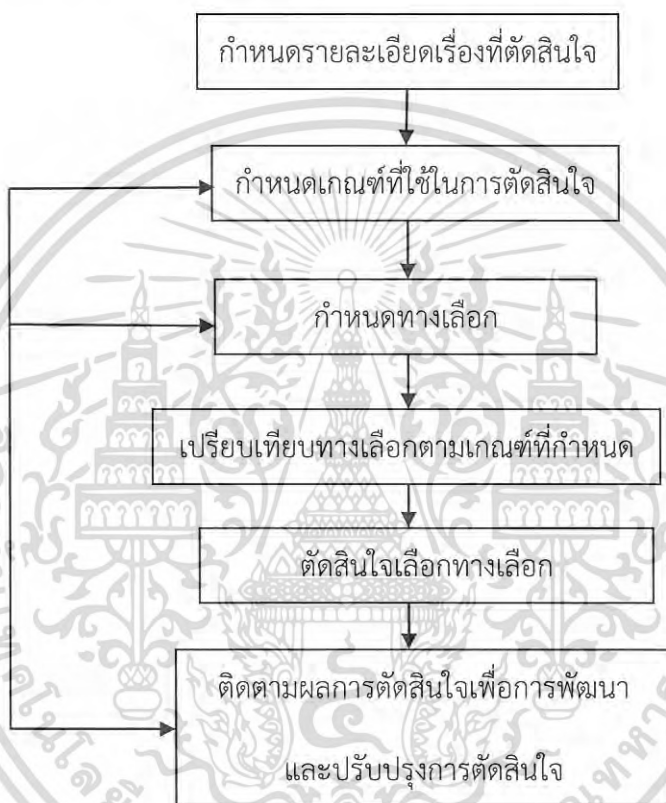 กำหนดรายละเอียดเรื่องที่ตัดสินใจ
กำหนดเกณฑ์ที่ใช้ในการตัดสินใจ
กำหนดทางเลือก
เปรียบเทียบทางเลือกตามเกณฑ์ที่กำหนด
ตัดสินใจเลือกทางเลือก
ติดตามผลการตัดสินใจเพื่อการพัฒนา
และปรับปรุงการตัดสินใจ